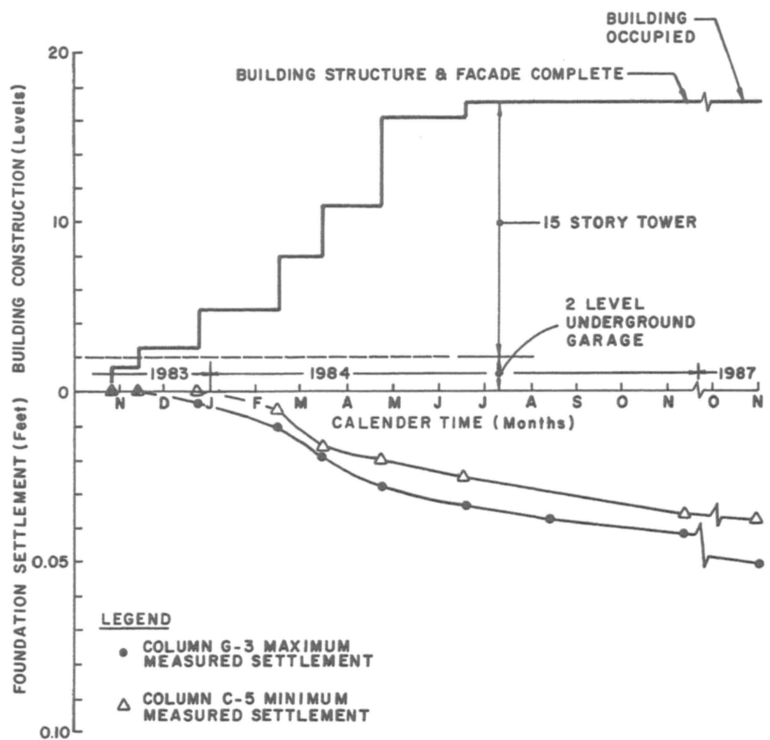 BUILDING
OCCUPIED
20
BUILDING STRUCTURE & FACADE COMPLETE
BUILDING CONSTRUCTION (Levels)
10
15 STORY TOWER
2 LEVEL
UNDERGROUND
GARAGE
1983 1984 1987
0
N D J F M A M J J A S O N O N
CALENDER TIME (Months)
FOUNDATION SETTLEMENT (Feet)
0.05
LEGEND
COLUMN G-3 MAXIMUM
MEASURED SETTLEMENT
COLUMN C-5 MINIMUM
MEASURED SETTLEMENT
0.10